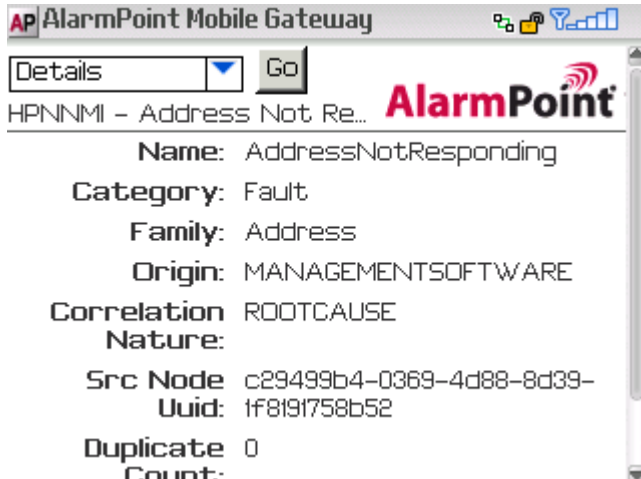 AP AlarmPoint Mobile Gateway
Details Go
AlarmPoint
HPNNMI - Address Not Re...
Name: AddressNotResponding
Category: Fault
Family: Address
Origin: MANAGEMENTSOFTWARE
Correlation ROOTCAUSE
Nature:
Src Node c29499b4-0369-4d88-8d39-
Uuid: 1f8191758b52
Duplicate 0
Count: